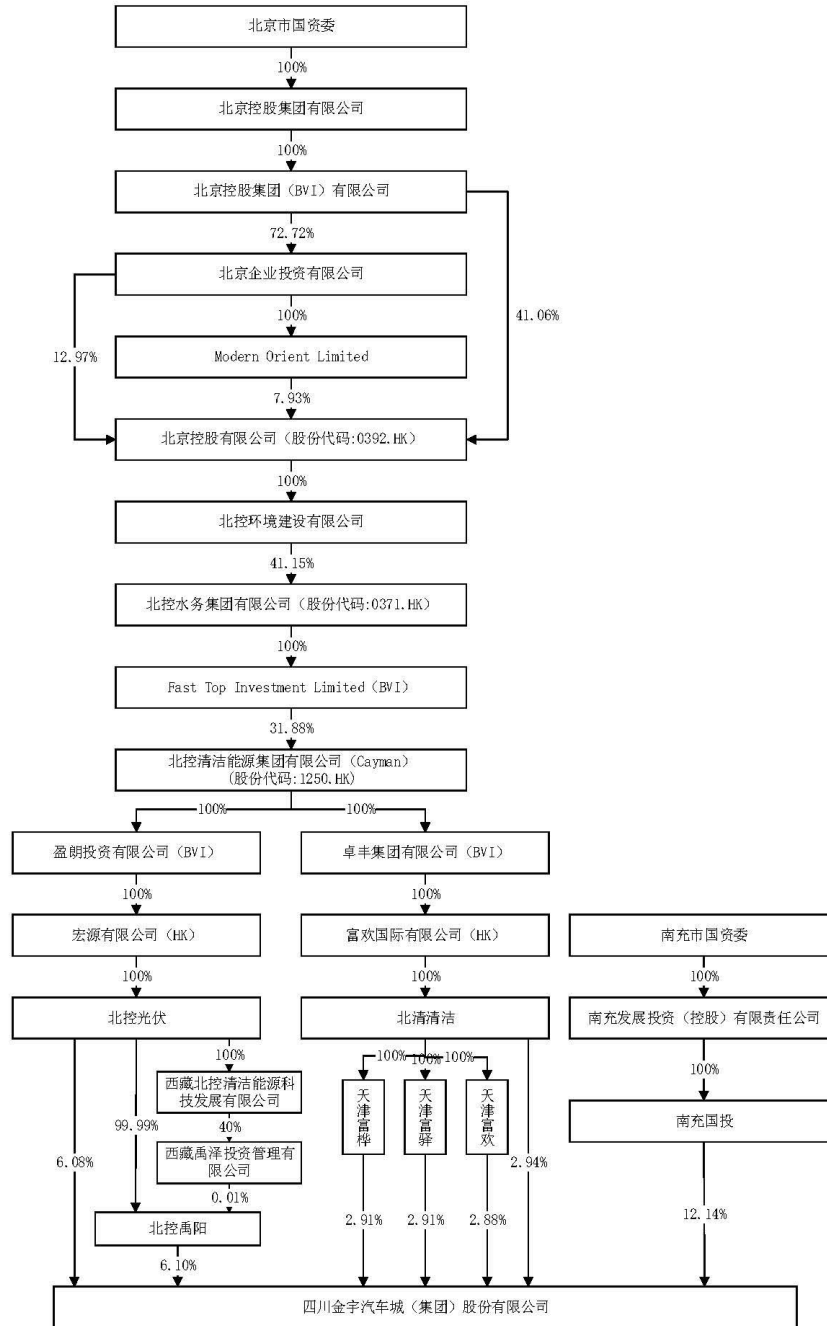 北京市国资委
100%
北京控股集团有限公司
100%
北京控股集团（BVI）有限公司
72.72%
北京企业投资有限公司
100%
41.06%
12.97%
Modern Orient Limited
7.93%
北京控股有限公司（股份代码:0392.HK）
100%
北控环境建设有限公司
41.15%
北控水务集团有限公司（股份代码:0371.HK）
100%
Fast Top Investment Limited(BVI)
31.88%
北控清洁能源集团有限公司（Cayman）
(股份代码:1250.HK)
100%
100%
盈朗投资有限公司（BVI）
卓丰集团有限公司（BVI）
100%
100%
宏源有限公司（HK）
富欢国际有限公司（HK）
南充市国资委
100%
100%
100%
北控光伏
北清清洁
南充发展投资（控股）有限责任公司
100%
100%
100%
100%
100%
西藏北控清洁能源科
技发展有限公司
天津富桦
天津富驿
天津富欢
南充国投
99.99%
40%
西藏禹泽投资管理有
限公司
6.08%
2.94%
0.01%
2.91%
2.91%
2.88%
12.14%
北控禹阳
6.10%
四川金宇汽车城（集团）股份有限公司